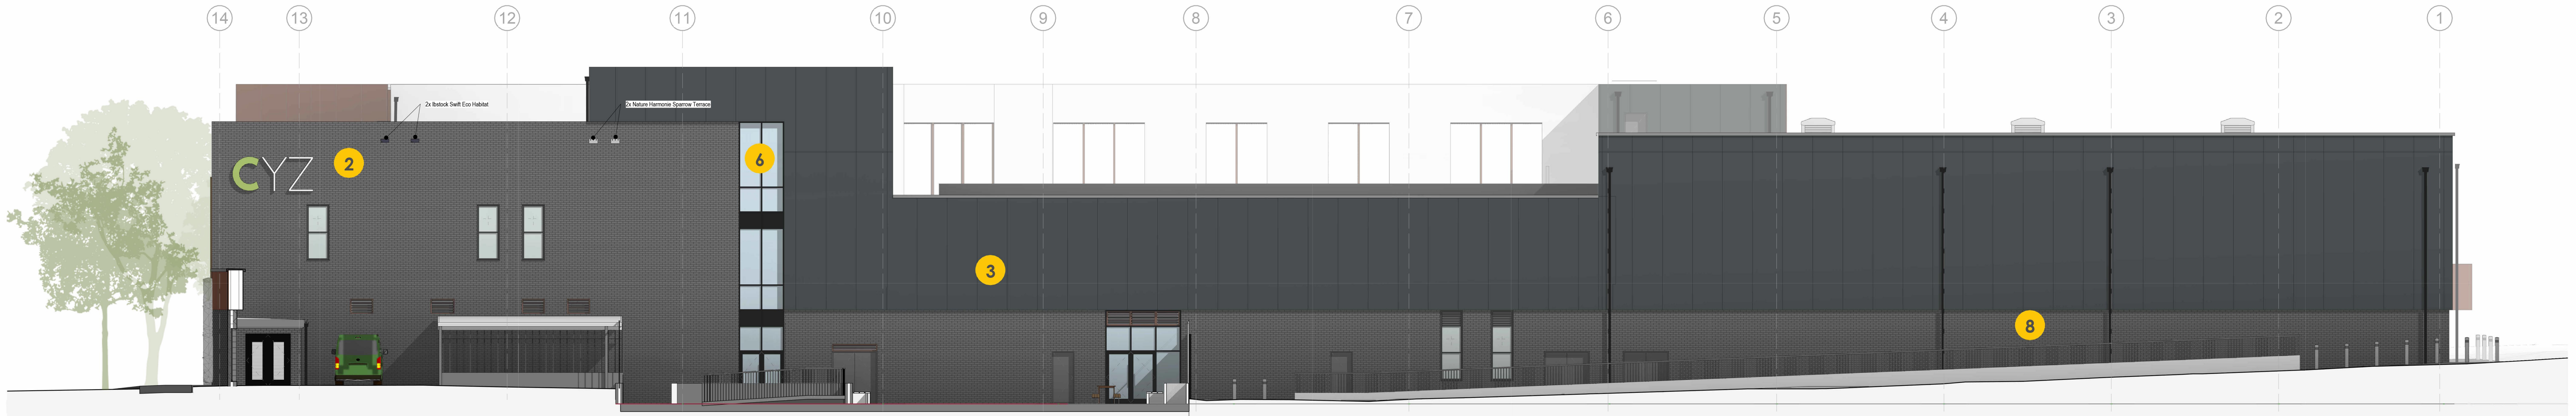 14 13 12 11 10 9 8 7 6 5 4 3 2 1
2x Ibstock Swift Eco Habitat
2x Nature Harmonie Sparrow Terrace
CYZ
2
6
3
8